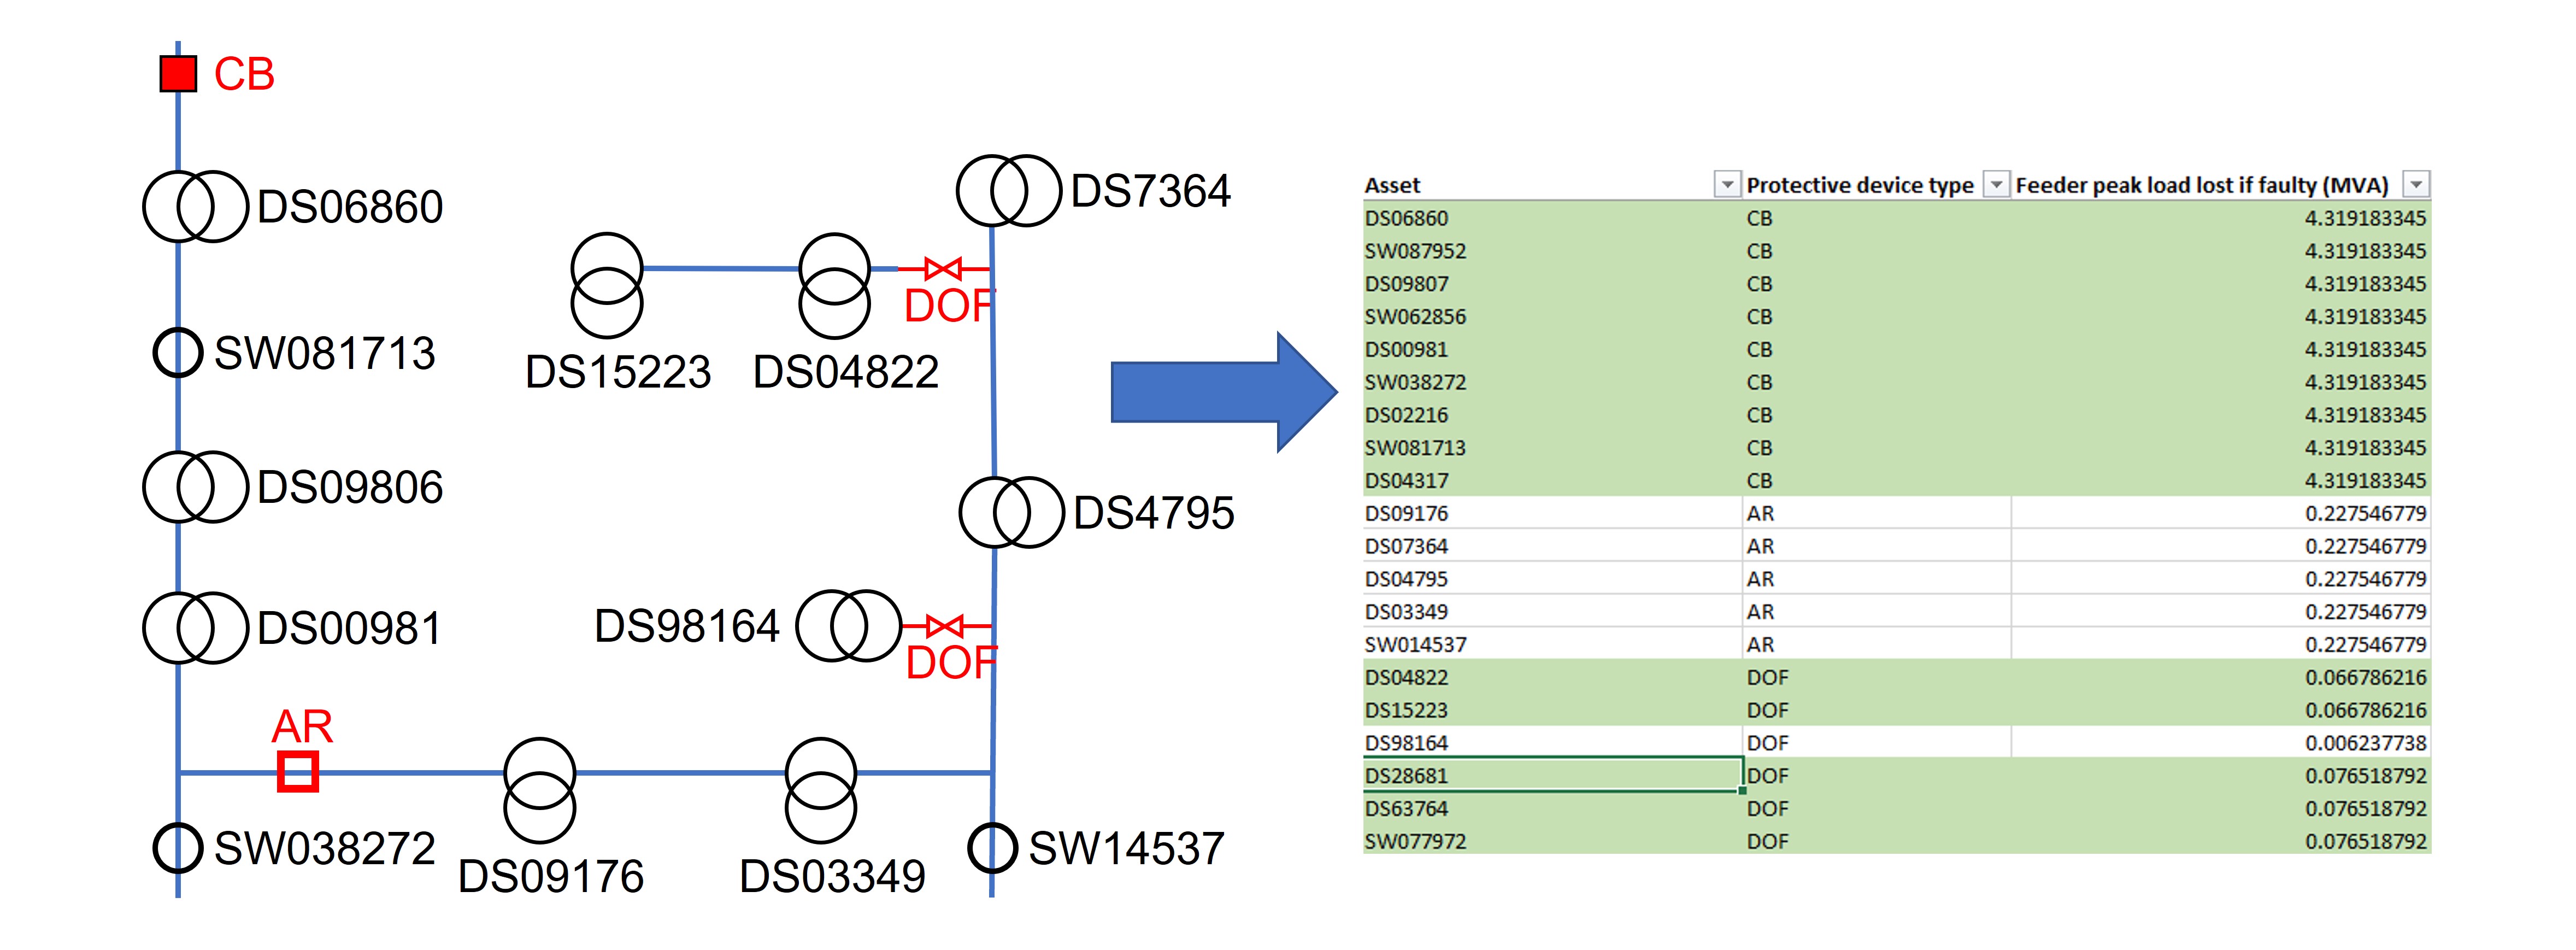 CB
DS06860
SW081713
DS09806
DS00981
AR
SW038272
DS09176
DS03349
DS15223
DS04822
DOF
DS7364
DS4795
DS98164
DOF
SW14537
Asset Protective device type Feeder peak load lost if faulty (MVA)
DS06860 CB 4.319183345
SW087952 CB 4.319183345
DS09807 CB 4.319183345
SW062856 CB 4.319183345
DS00981 CB 4.319183345
SW038272 CB 4.319183345
DS02216 CB 4.319183345
SW081713 CB 4.319183345
DS04317 CB 4.319183345
DS09176 AR 0.227546779
DS07364 AR 0.227546779
DS04795 AR 0.227546779
DS03349 AR 0.227546779
SW014537 AR 0.227546779
DS04822 DOF 0.066786216
DS15223 DOF 0.066786216
DS98164 DOF 0.006237738
DS28681 DOF 0.076518792
DS63764 DOF 0.076518792
SW077972 DOF 0.076518792